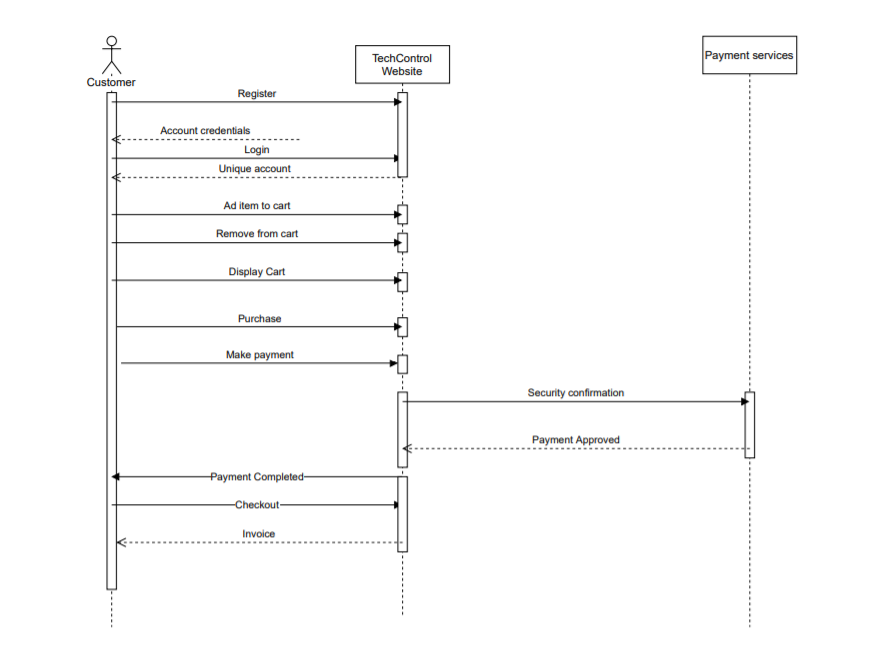 Customer
TechControl
Website
Payment services
Register
Account credentials
Login
Unique account
Ad item to cart
Remove from cart
Display Cart
Purchase
Make payment
Security confirmation
Payment Approved
Payment Completed
Checkout
Invoice